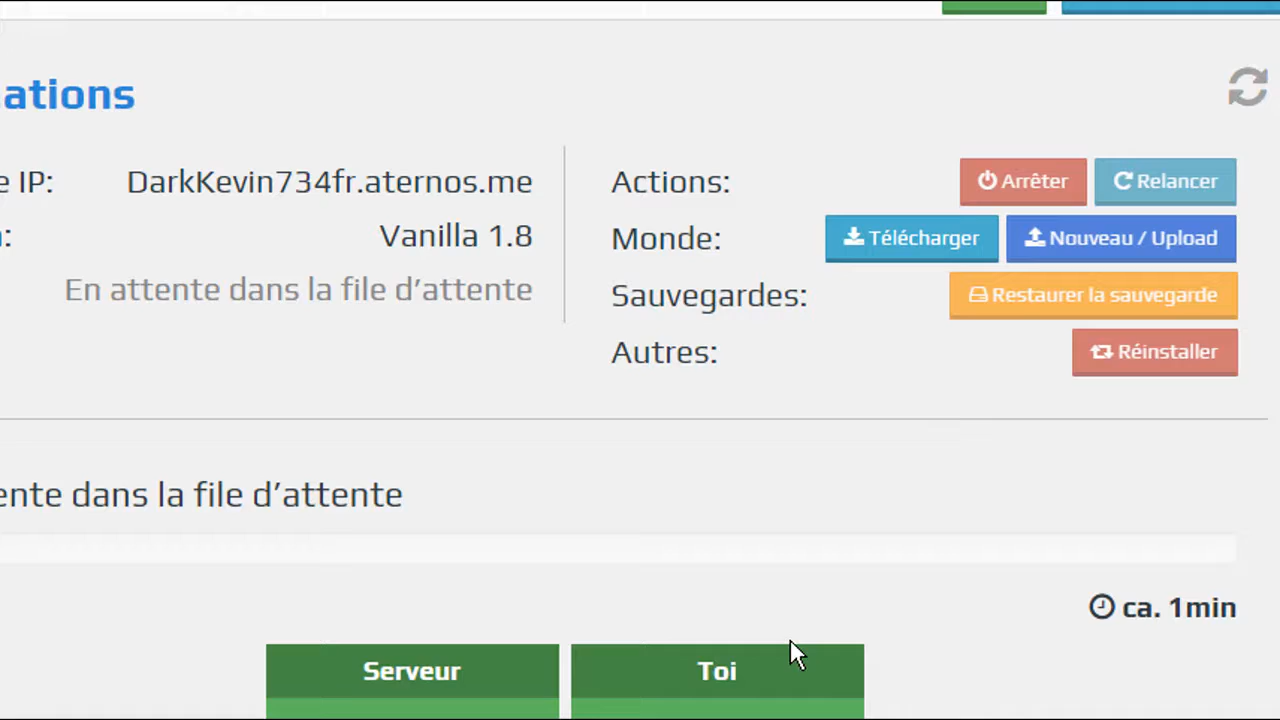 ations
e IP: DarkKevin734fr.aternos.me
: Vanilla 1.8
En attente dans la file d’attente
Actions: Arrêter Relancer
Monde: Télécharger Nouveau / Upload
Sauvegardes: Restaurer la sauvegarde
Autres: Réinstaller
ente dans la file d’attente
ca. 1min
Serveur Toi